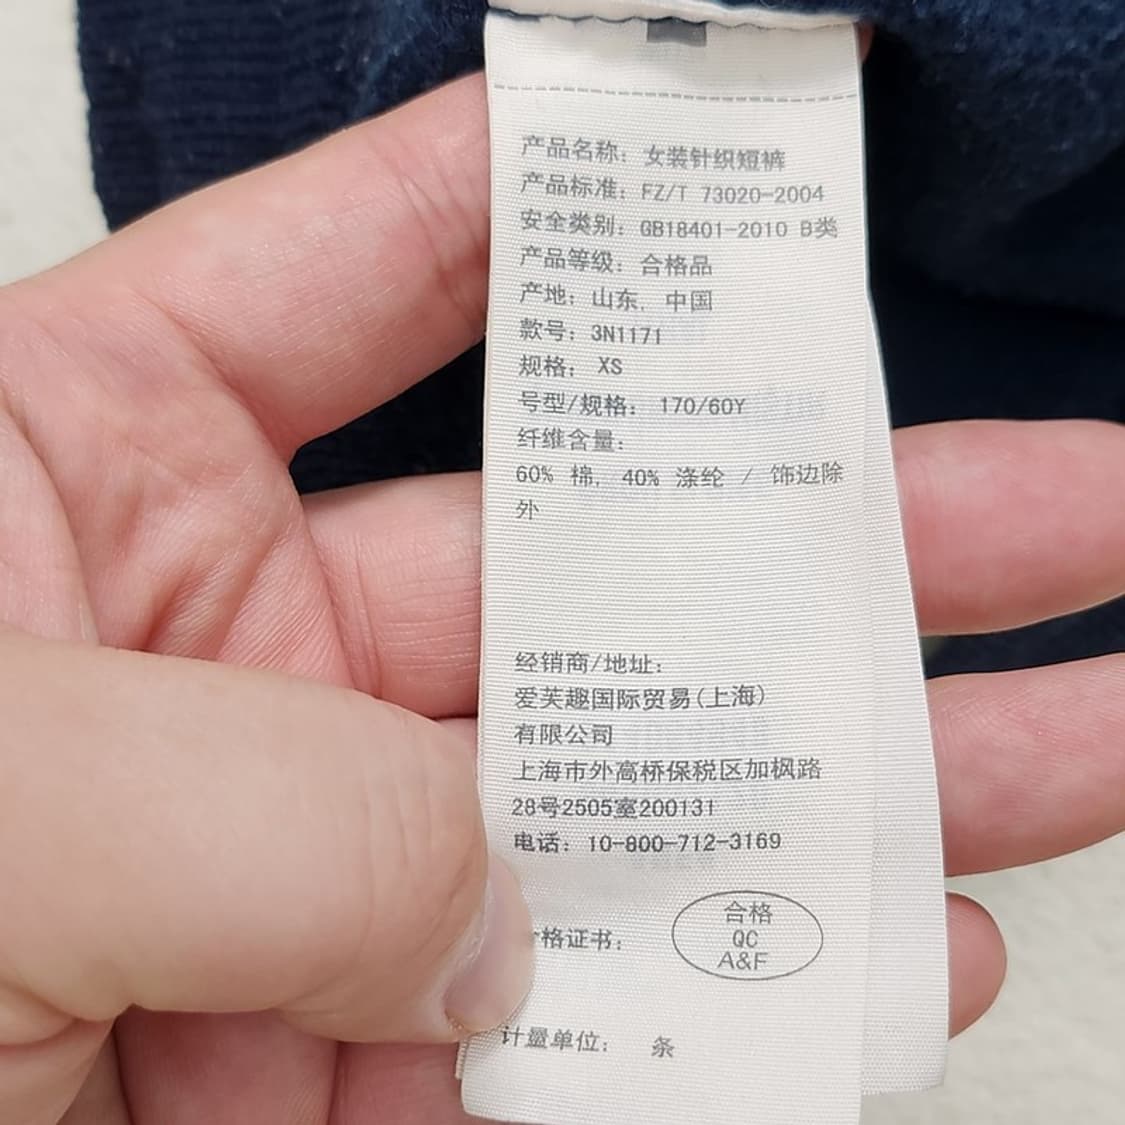 产品名称：女装针织短裤
产品标准：FZ/T 73020-2004
安全类别：GB18401-2010 B类
产品等级：合格品
产地：山东, 中国
款号：3N1171
规格： XS
号型/规格： 170/60Y
纤维含量：
60% 棉, 40% 涤纶 / 饰边除
外
经销商/地址：
爱芙趣国际贸易(上海)
有限公司
上海市外高桥保税区加枫路
28号2505室200131
电话：10-800-712-3169
格证书：
合格
QC
A&F
计量单位： 条